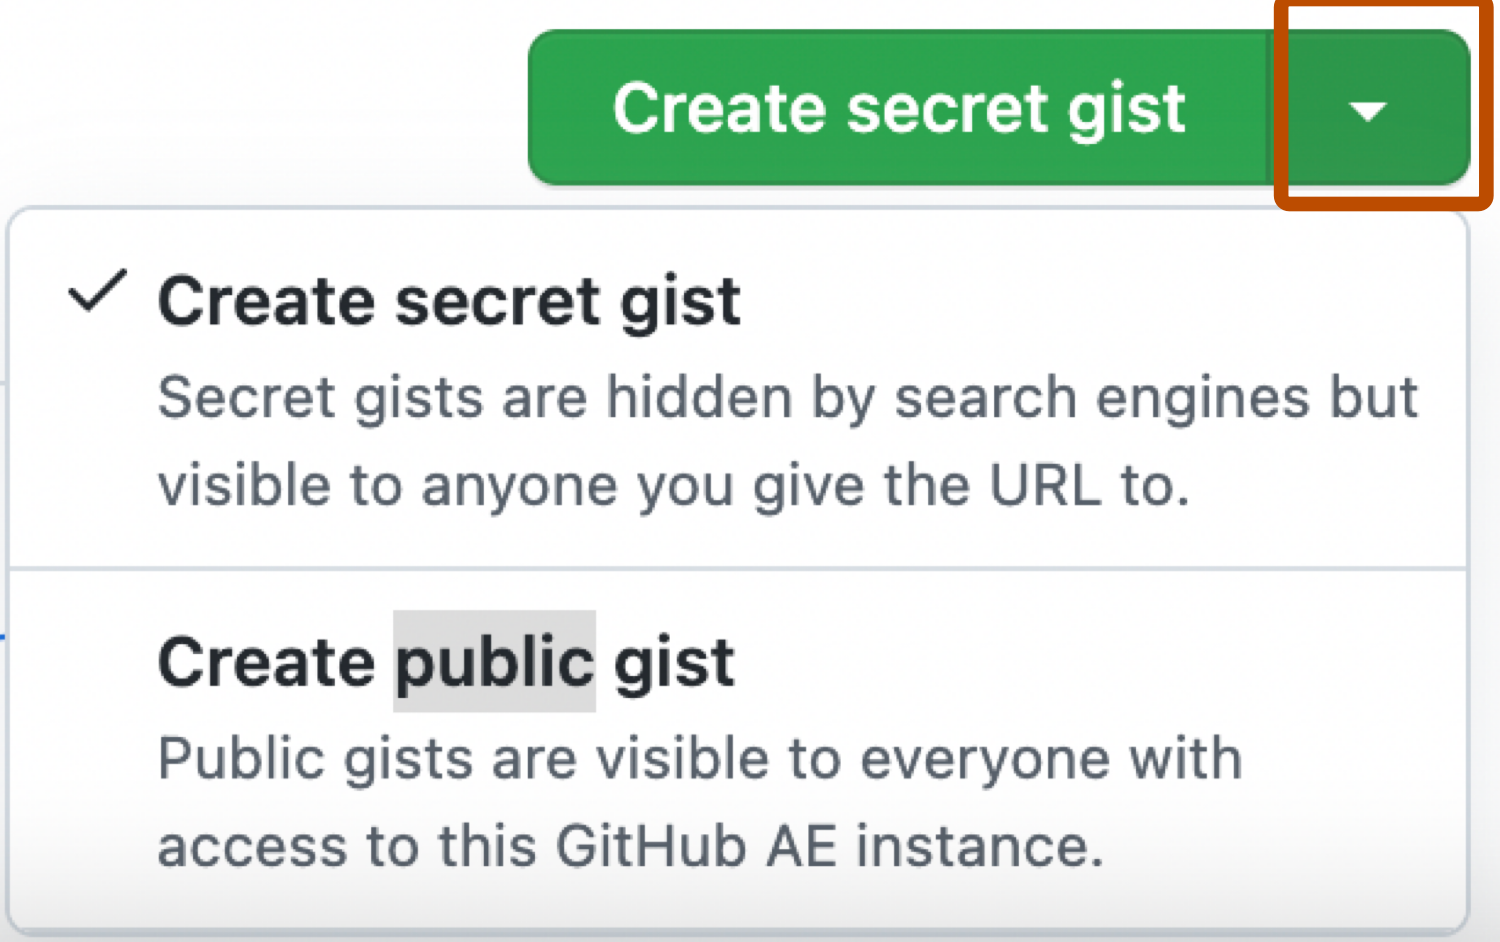 Create secret gist
Create secret gist
Secret gists are hidden by search engines but
visible to anyone you give the URL to.
Create public gist
Public gists are visible to everyone with
access to this GitHub AE instance.